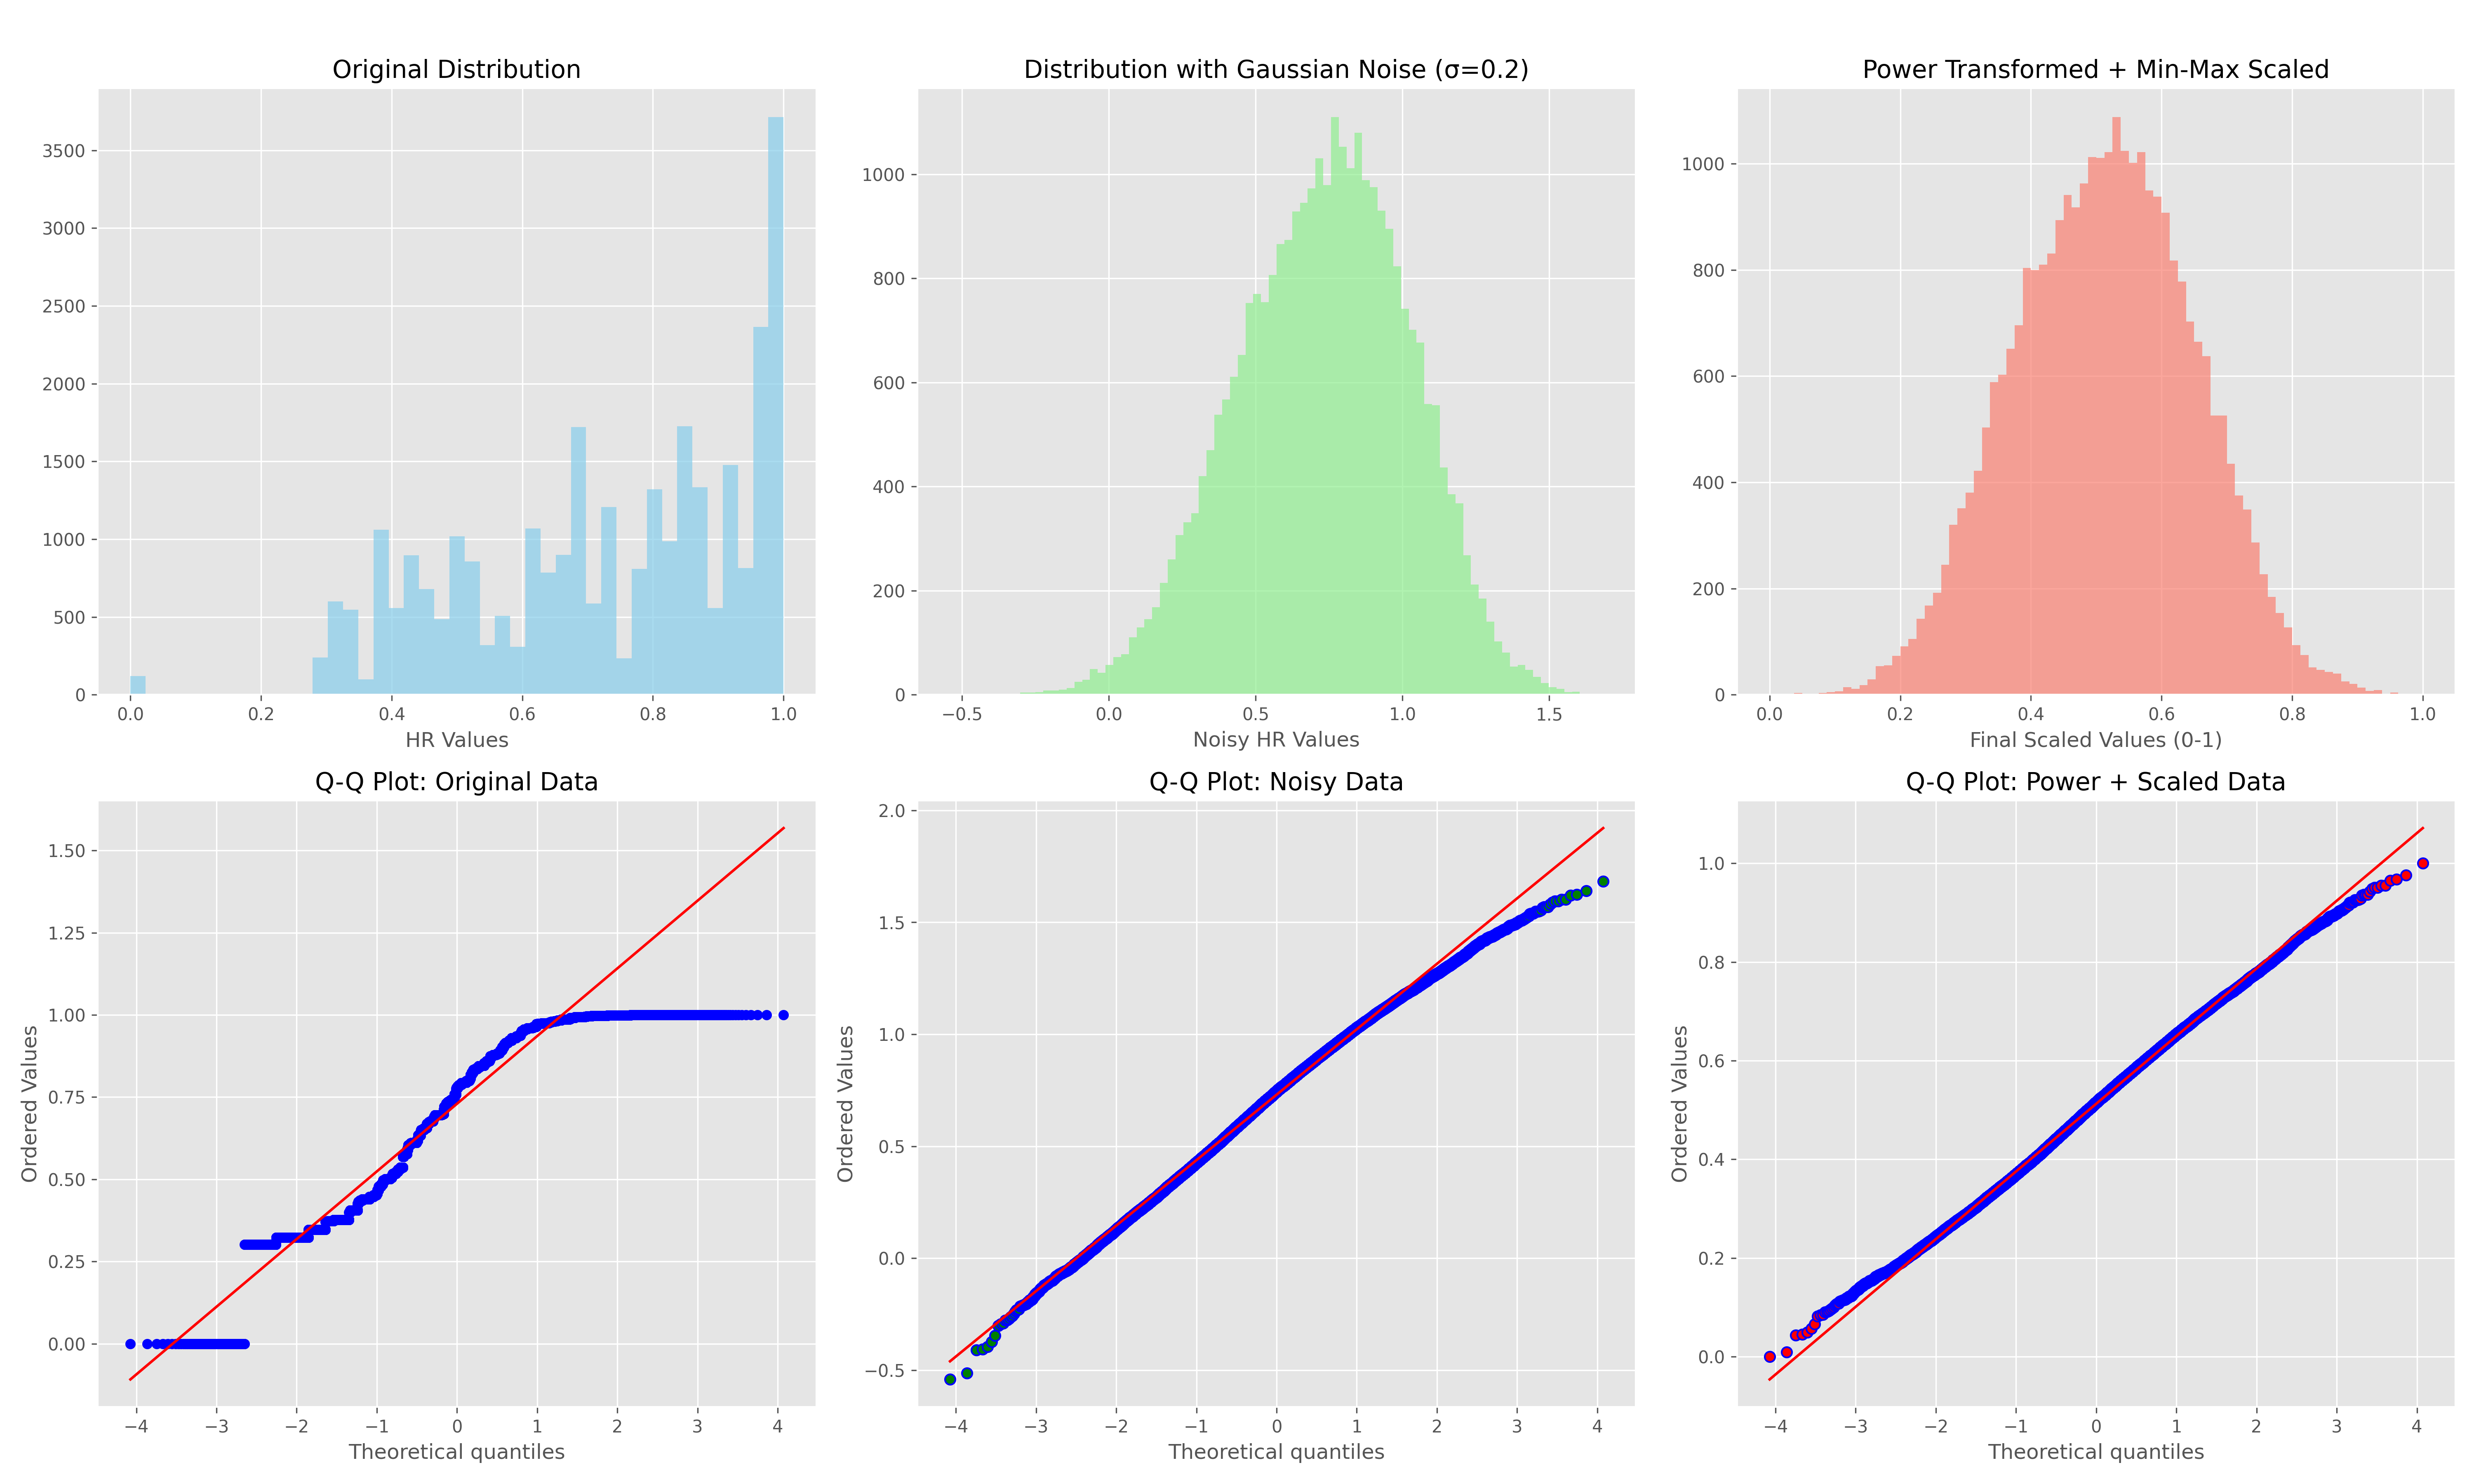 Original Distribution
3500
3000
2500
2000
1500
1000
500
0
0.0 0.2 0.4 0.6 0.8 1.0
HR Values
Distribution with Gaussian Noise (σ=0.2)
1000
800
600
400
200
0
−0.5 0.0 0.5 1.0 1.5
Noisy HR Values
Power Transformed + Min-Max Scaled
1000
800
600
400
200
0
0.0 0.2 0.4 0.6 0.8 1.0
Final Scaled Values (0-1)
Q-Q Plot: Original Data
Ordered Values
1.50
1.25
1.00
0.75
0.50
0.25
0.00
−4 −3 −2 −1 0 1 2 3 4
Theoretical quantiles
Q-Q Plot: Noisy Data
Ordered Values
2.0
1.5
1.0
0.5
0.0
−0.5
−4 −3 −2 −1 0 1 2 3 4
Theoretical quantiles
Q-Q Plot: Power + Scaled Data
Ordered Values
1.0
0.8
0.6
0.4
0.2
0.0
−4 −3 −2 −1 0 1 2 3 4
Theoretical quantiles